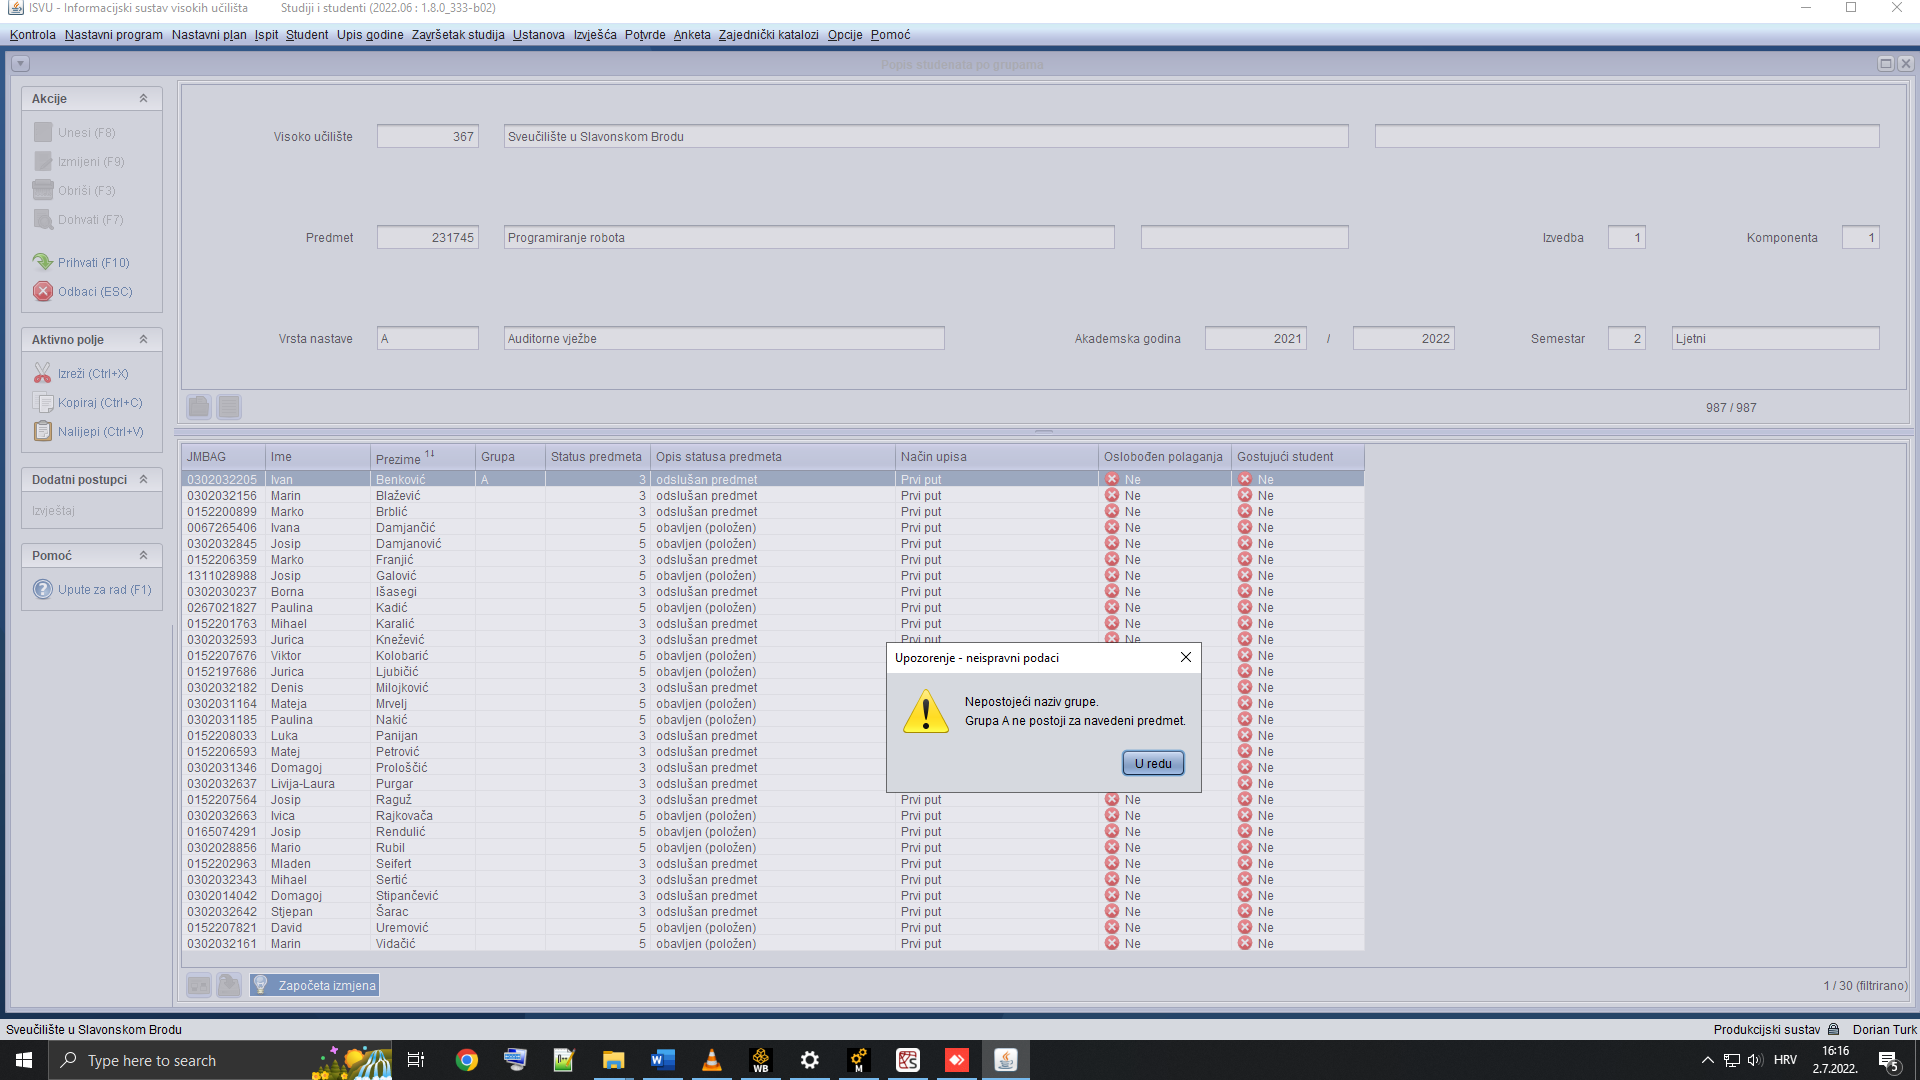 ISVU - Informacijski sustav visokih učilišta Studiji i studenti (2022.06 : 1.8.0_333-b02)
Kontrola Nastavni program Nastavni plan Ispit Student Upis godine Završetak studija Ustanova Izvješća Potvrde Anketa Zajednički katalozi Opcije Pomoć
Popis studenata po grupama
Akcije
Unesi (F8)
Izmijeni (F9)
Obriši (F3)
Dohvati (F7)
Prihvati (F10)
Odbaci (ESC)
Aktivno polje
Izreži (Ctrl+X)
Kopiraj (Ctrl+C)
Nalijepi (Ctrl+V)
Dodatni postupci
Izvještaj
Pomoć
Upute za rad (F1)
Visoko učilište 367 Sveučilište u Slavonskom Brodu
Predmet 231745 Programiranje robota Izvedba 1 Komponenta 1
Vrsta nastave A Auditorne vježbe Akademska godina 2021 / 2022 Semestar 2 Ljetni
987 / 987
JMBAG Ime Prezime 1 Grupa Status predmeta Opis statusa predmeta Način upisa Oslobođen polaganja Gostujući student
0302032205 Ivan Benković A 3 odslušan predmet Prvi put Ne Ne
0302032156 Marin Blažević 3 odslušan predmet Prvi put Ne Ne
0152200899 Marko Brblić 3 odslušan predmet Prvi put Ne Ne
0067265406 Ivana Damjančić 5 obavljen (položen) Prvi put Ne Ne
0302032845 Josip Damjanović 5 obavljen (položen) Prvi put Ne Ne
0152206359 Marko Franjić 3 odslušan predmet Prvi put Ne Ne
1311028988 Josip Galović 5 obavljen (položen) Prvi put Ne Ne
0302030237 Borna Išasegi 3 odslušan predmet Prvi put Ne Ne
0267021827 Paulina Kadić 5 obavljen (položen) Prvi put Ne Ne
0152201763 Mihael Karalić 3 odslušan predmet Prvi put Ne Ne
0302032593 Jurica Knežević 5 obavljen (položen) Prvi put Ne Ne
0152207676 Viktor Kolobarić 5 obavljen (položen) Ne
0152197686 Jurica Ljubičić 5 obavljen (položen) Ne
0302032182 Denis Milojković 3 odslušan predmet Ne
0302031164 Mateja Mrvelj 5 obavljen (položen) Ne
0302031185 Paulina Nakić 5 obavljen (položen) Ne
0152208033 Luka Panijan 3 odslušan predmet Ne
0152206593 Matej Petrović 3 odslušan predmet Ne
0302031346 Domagoj Prološčić 3 odslušan predmet Ne
0302032637 Livija-Laura Purgar 3 odslušan predmet Ne
0152207564 Josip Raguž 3 odslušan predmet Prvi put Ne Ne
0302032663 Ivica Rajkovača 5 obavljen (položen) Prvi put Ne Ne
0165074291 Josip Rendulić 5 obavljen (položen) Prvi put Ne Ne
0302028856 Mario Rubil 5 obavljen (položen) Prvi put Ne Ne
0152202963 Mladen Seifert 3 odslušan predmet Prvi put Ne Ne
0302032343 Mihael Sertić 3 odslušan predmet Prvi put Ne Ne
0302014042 Domagoj Stipančević 3 odslušan predmet Prvi put Ne Ne
0302032642 Stjepan Šarac 3 odslušan predmet Prvi put Ne Ne
0152207821 David Uremović 5 obavljen (položen) Prvi put Ne Ne
0302032161 Marin Vidačić 5 obavljen (položen) Prvi put Ne Ne
Upozorenje - neispravni podaci
Nepostojeći naziv grupe.
Grupa A ne postoji za navedeni predmet.
U redu
Započeta izmjena 1 / 30 (filtrirano)
Sveučilište u Slavonskom Brodu Produkcijski sustav Dorian Turk
Type here to search WB M HRV 16:16
2.7.2022. 5